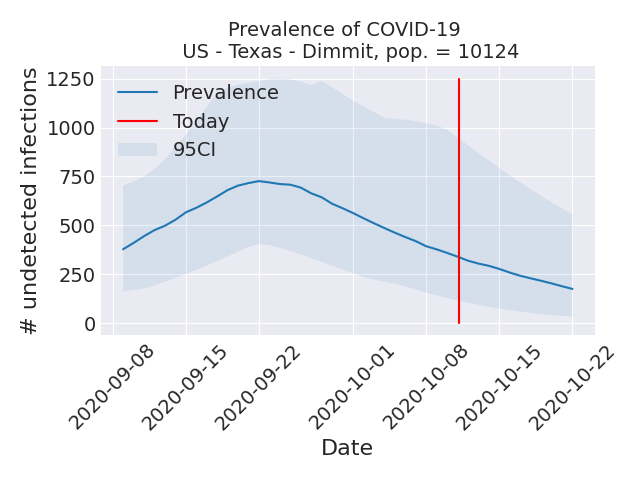 Prevalence of COVID-19
US - Texas - Dimmit, pop. = 10124
# undetected infections
1250
1000
750
500
250
0
Prevalence
Today
95CI
2020-09-08
2020-09-15
2020-09-22
2020-10-01
2020-10-08
2020-10-15
2020-10-22
Date